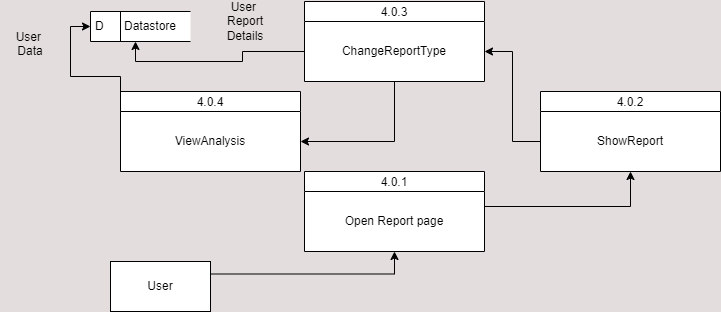 User
Report
Details
User
Data
D Datastore
4.0.3
ChangeReportType
4.0.4
ViewAnalysis
4.0.2
ShowReport
4.0.1
Open Report page
User